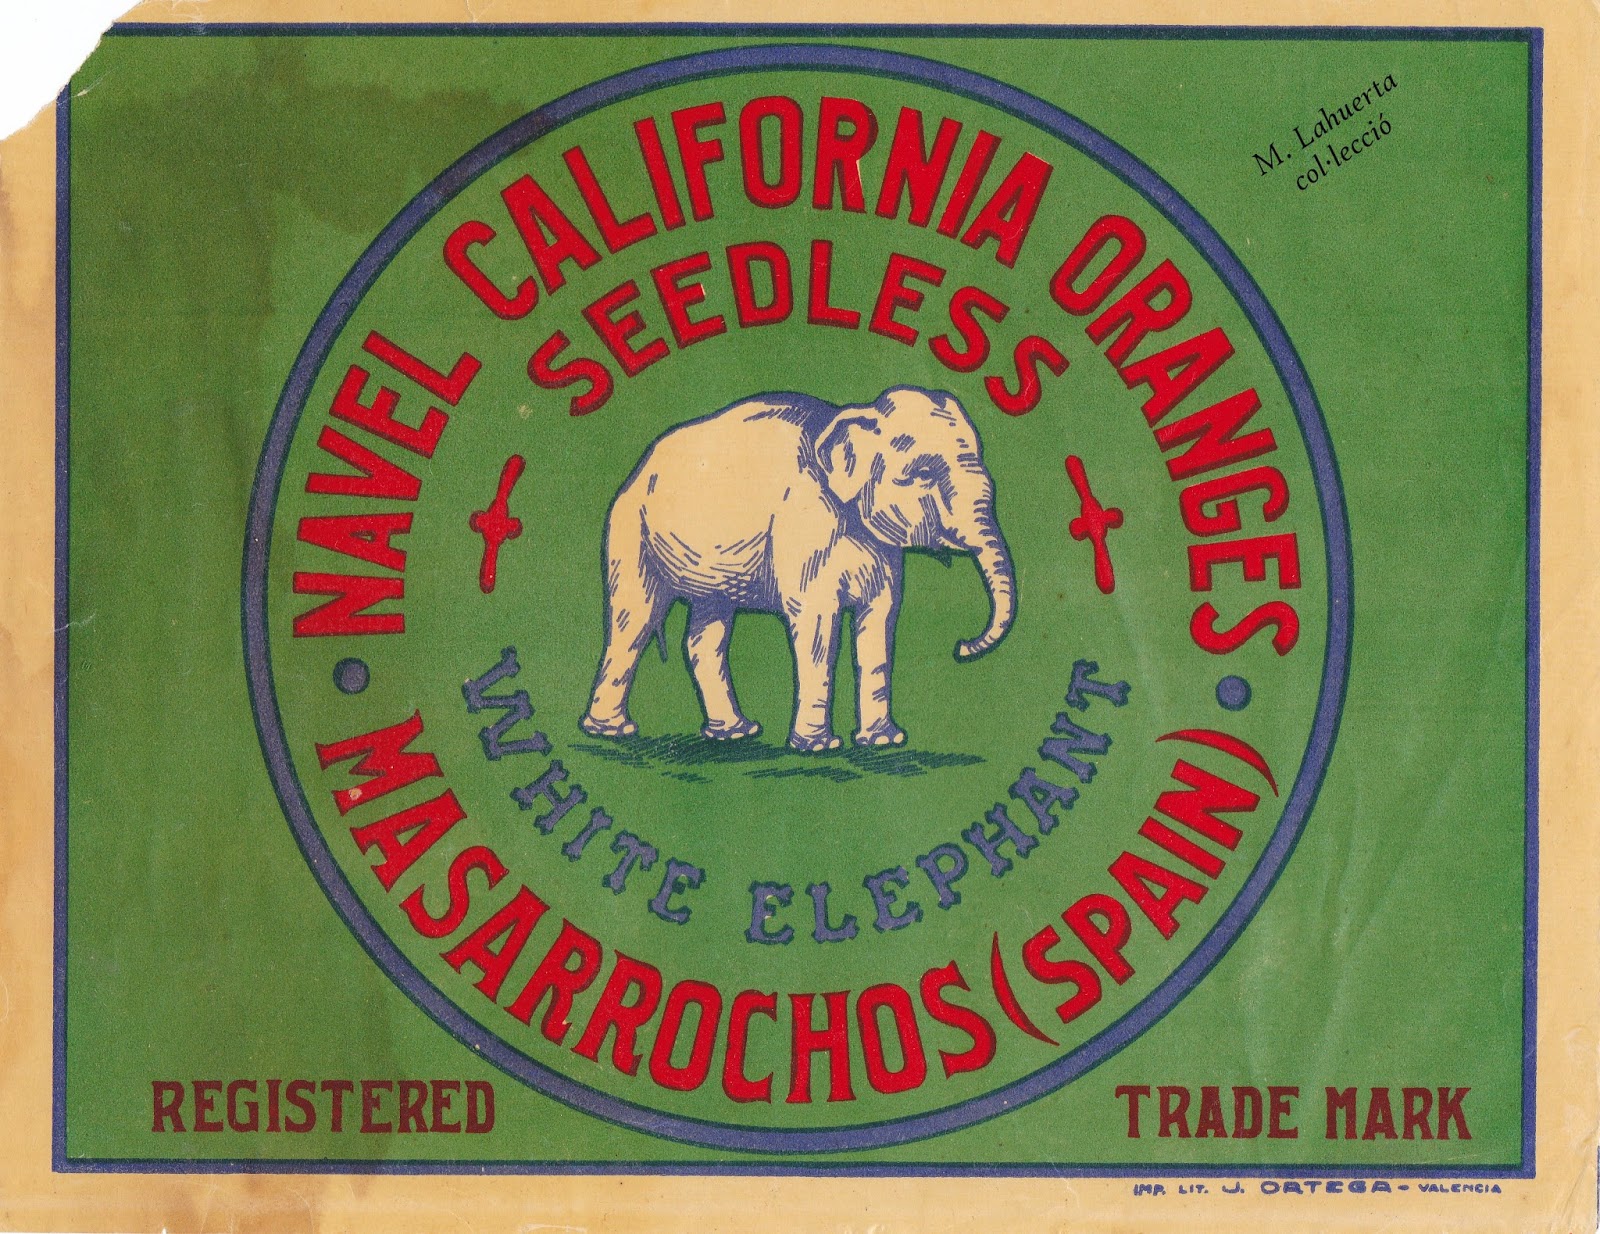 M. Lahuerta
col·lecció
NAVEL CALIFORNIA ORANGES
SEEDLESS
WHITE ELEPHANT
MASARROCHOS (SPAIN)
REGISTERED
TRADE MARK
IMP. LIT. J. ORTEGA - VALENCIA